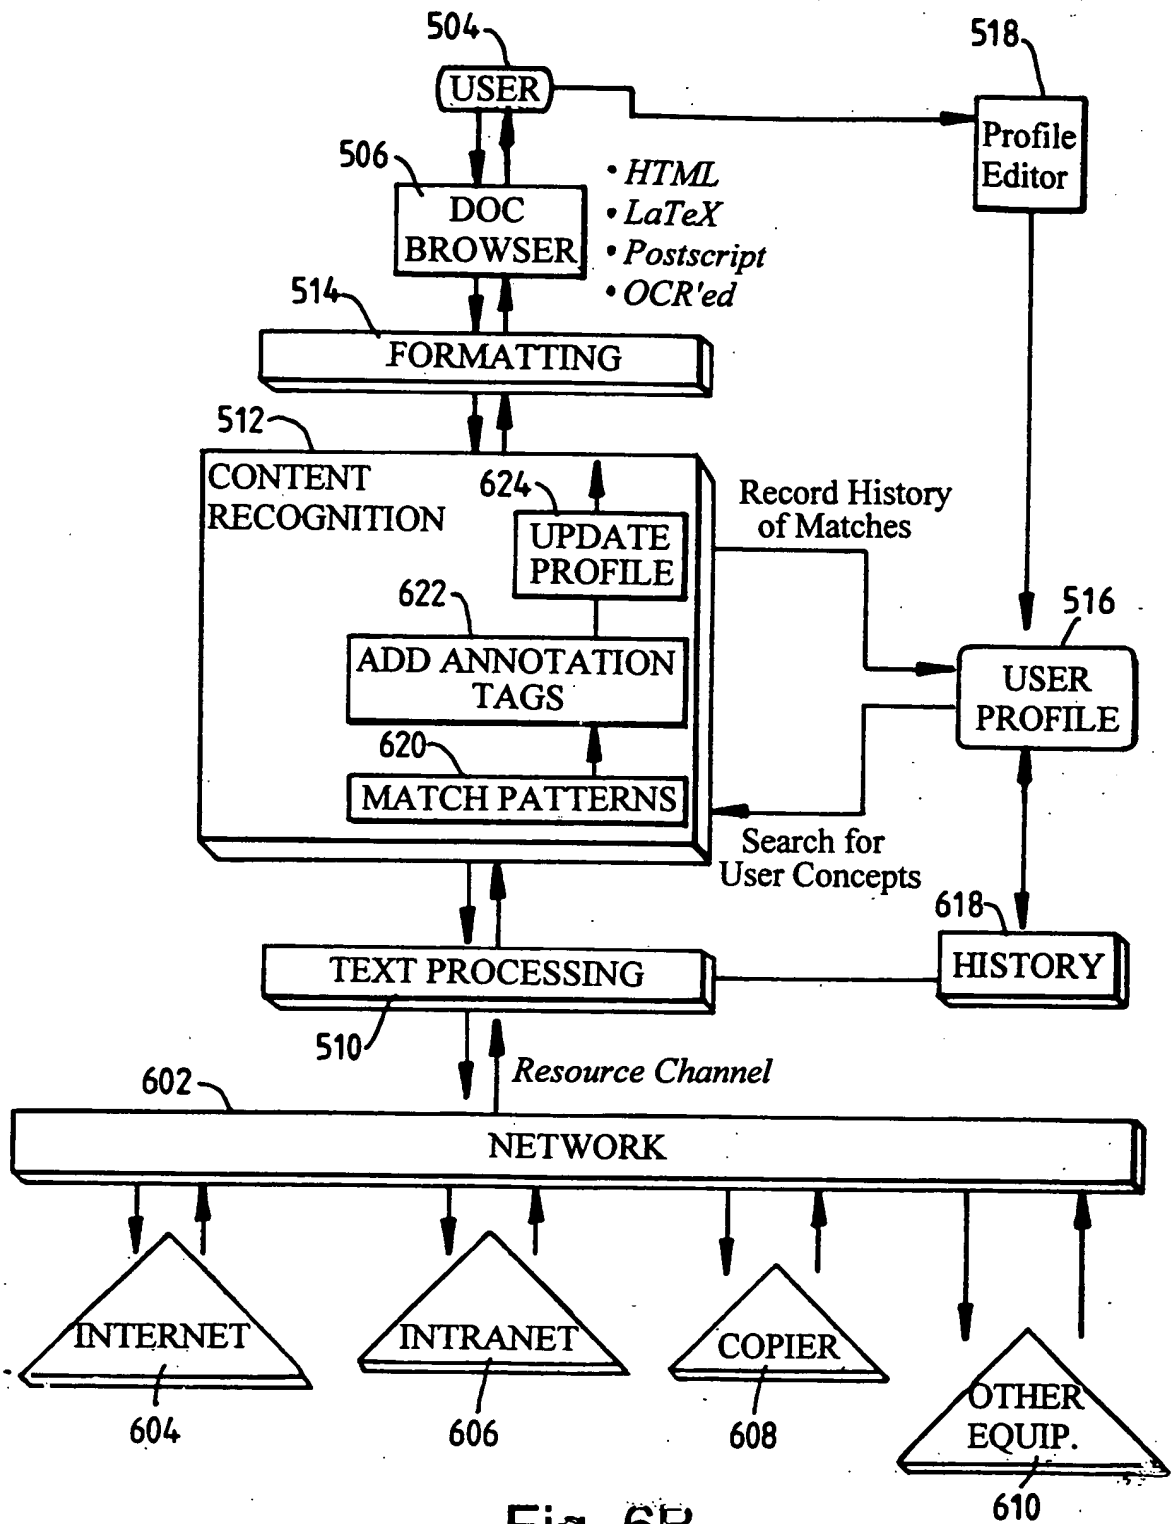 504
518
USER
Profile
Editor
506
DOC
BROWSER
• HTML
• LaTeX
• Postscript
• OCR'ed
514
FORMATTING
512
CONTENT
RECOGNITION
624
UPDATE
PROFILE
Record History
of Matches
622
ADD ANNOTATION
TAGS
516
USER
PROFILE
620
MATCH PATTERNS
Search for
User Concepts
618
HISTORY
TEXT PROCESSING
510
Resource Channel
602
NETWORK
INTERNET
INTRANET
COPIER
OTHER
EQUIP.
604
606
608
610
Fig. 6B